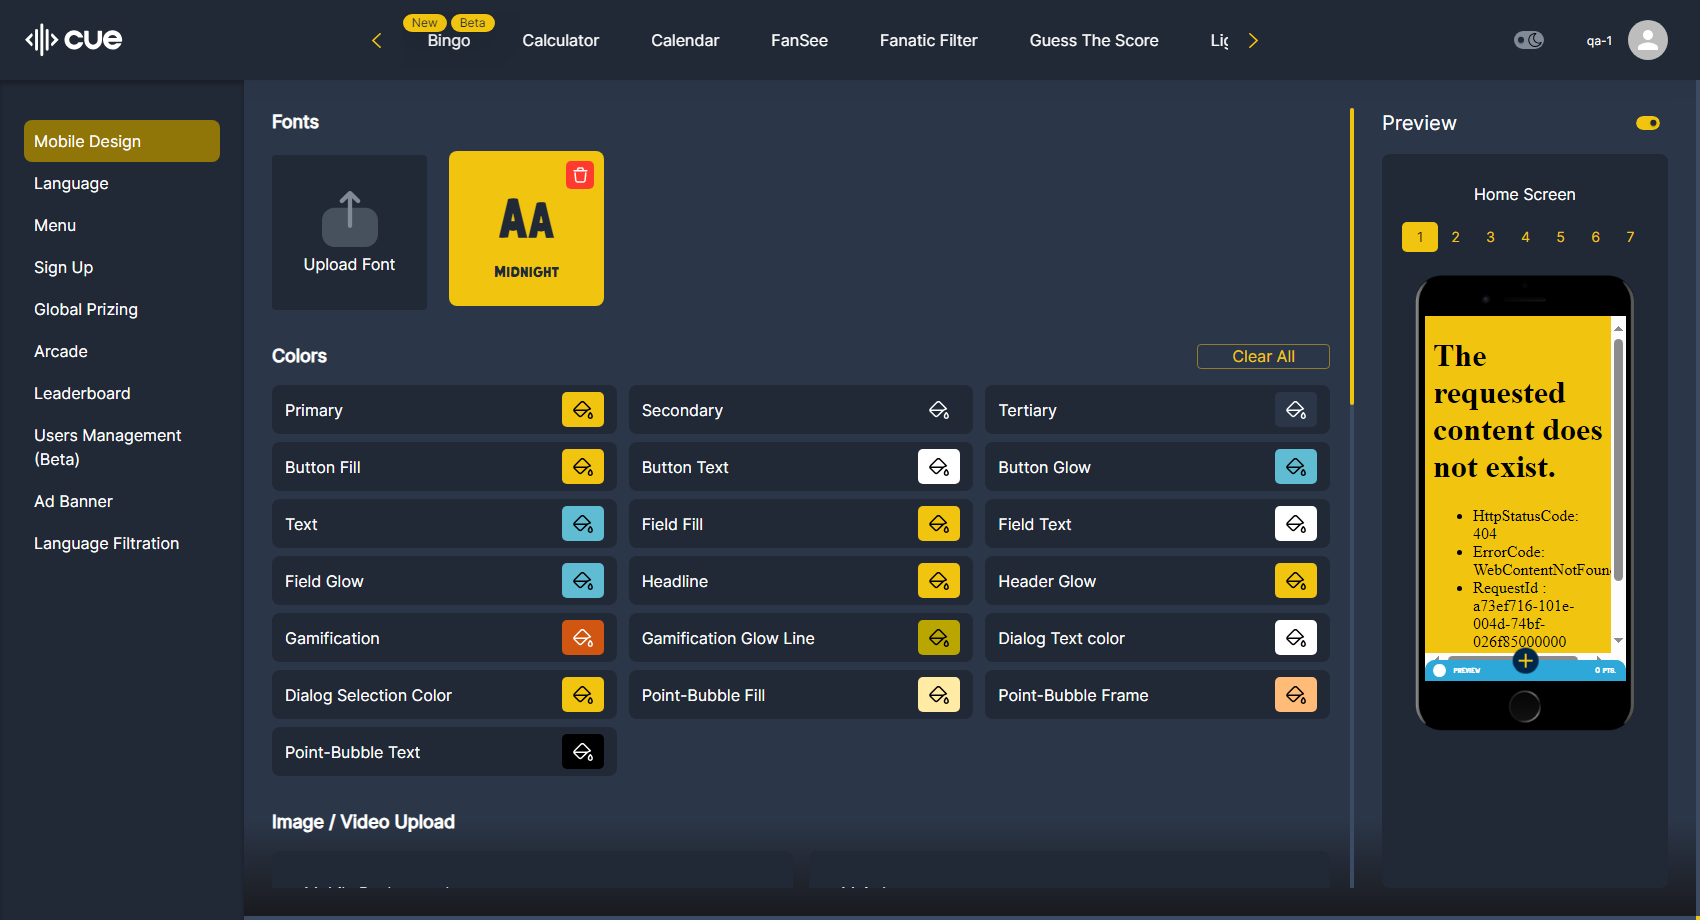 cue
New
Beta
Bingo
Calculator
Calendar
FanSee
Fanatic Filter
Guess The Score
qa-1
Mobile Design
Language
Menu
Sign Up
Global Prizing
Arcade
Leaderboard
Users Management
(Beta)
Ad Banner
Language Filtration
Fonts
Upload Font
AA
MIDNIGHT
Colors
Clear All
Primary
Secondary
Tertiary
Button Fill
Button Text
Button Glow
Text
Field Fill
Field Text
Field Glow
Headline
Header Glow
Gamification
Gamification Glow Line
Dialog Text color
Dialog Selection Color
Point-Bubble Fill
Point-Bubble Frame
Point-Bubble Text
Image / Video Upload
Preview
Home Screen
1 2 3 4 5 6 7
The
requested
content does
not exist.
HttpStatusCode:
404
ErrorCode:
WebContentNotFoun
RequestId :
a73ef716-101e-
004d-74bf-
026f85000000
PREVIEW
0 PTS.